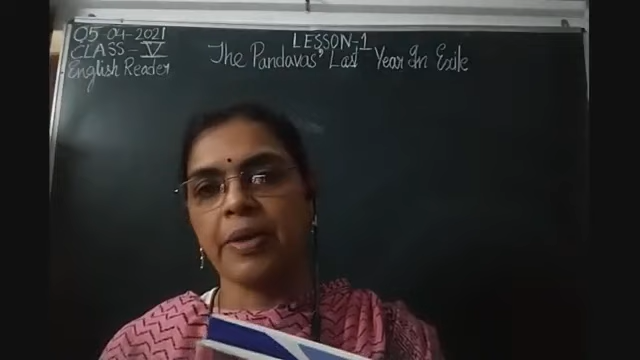 05-04-2021
CLASS - V
English Reader
LESSON-1
The Pandavas' Last Year In Exile